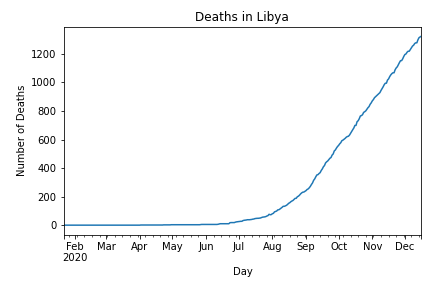 Deaths in Libya
Number of Deaths
1200
1000
800
600
400
200
0
Feb Mar Apr May Jun Jul Aug Sep Oct Nov Dec
2020
Day